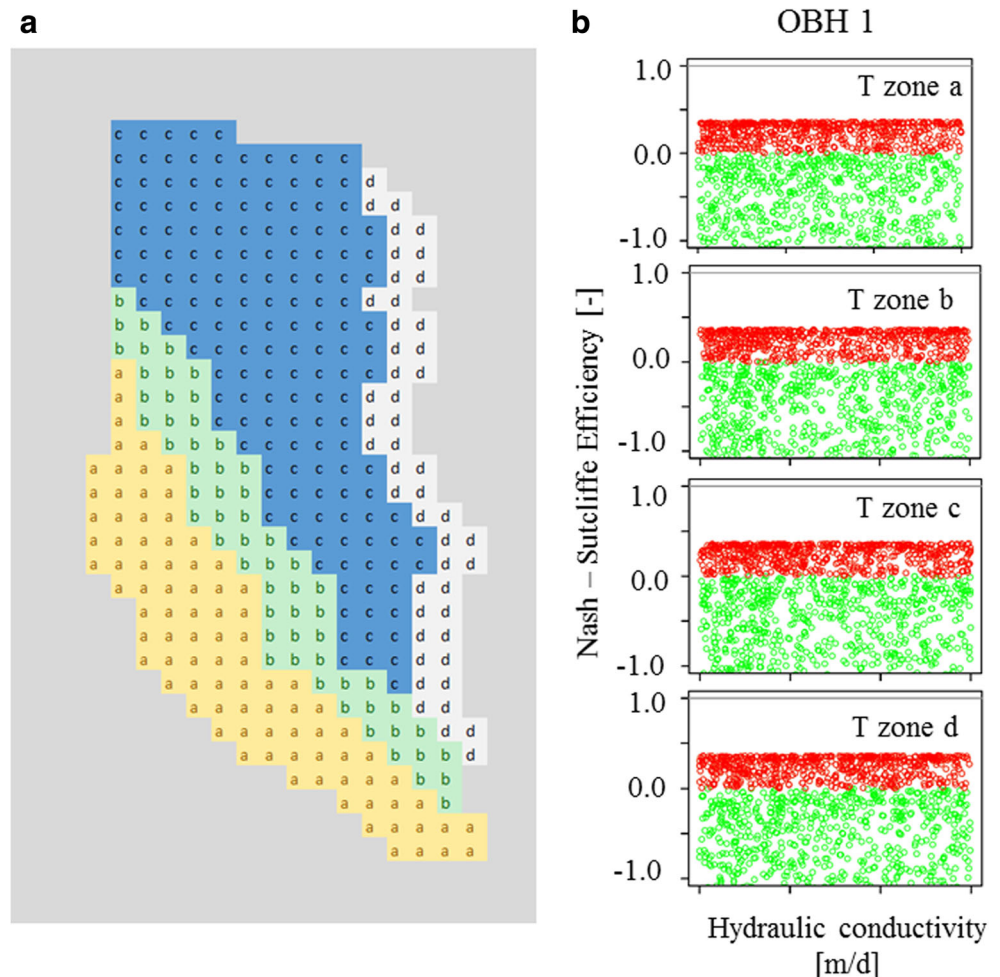 a
c c c c c
c c c c c c c c c c
c c c c c c c c c c d
c c c c c c c c c c d d
c c c c c c c c c c c d d
c c c c c c c c c c c d d
c c c c c c c c c c c d d
b c c c c c c c c c d d
b b c c c c c c c c c d d
b b b c c c c c c c c d d
a b b b c c c c c c c d d
a b b b c c c c c c d d
a b b b c c c c c c d d
a a b b b c c c c c d d
a a a a b b b c c c c c d d
a a a a b b b c c c c c d d
a a a a b b b c c c c c c d d
a a a a a b b b c c c c c c d d
a a a a a a b b b c c c c c d d
a a a a a a b b b c c c d d
a a a a a b b b c c c d d
a a a a a b b b c c c d d
a a a a a b b b c c c d d
a a a a a a b b b c d d
a a a a a a b b b d d
a a a a a a b b b d d
a a a a a a b b b d
a a a a a b b
a a a a b
a a a a a
a a a a
b
OBH 1
Nash – Sutcliffe Efficiency [-]
1.0
T zone a
0.0
-1.0
1.0
T zone b
0.0
-1.0
1.0
T zone c
0.0
-1.0
1.0
T zone d
0.0
-1.0
Hydraulic conductivity
[m/d]